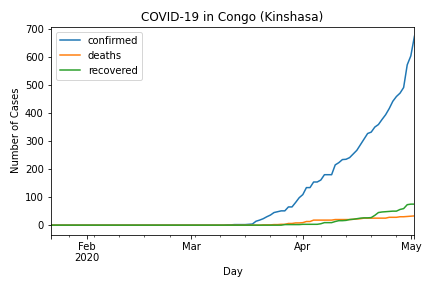 COVID-19 in Congo (Kinshasa)
confirmed
deaths
recovered
Number of Cases
700
600
500
400
300
200
100
0
Feb
2020
Mar
Apr
May
Day